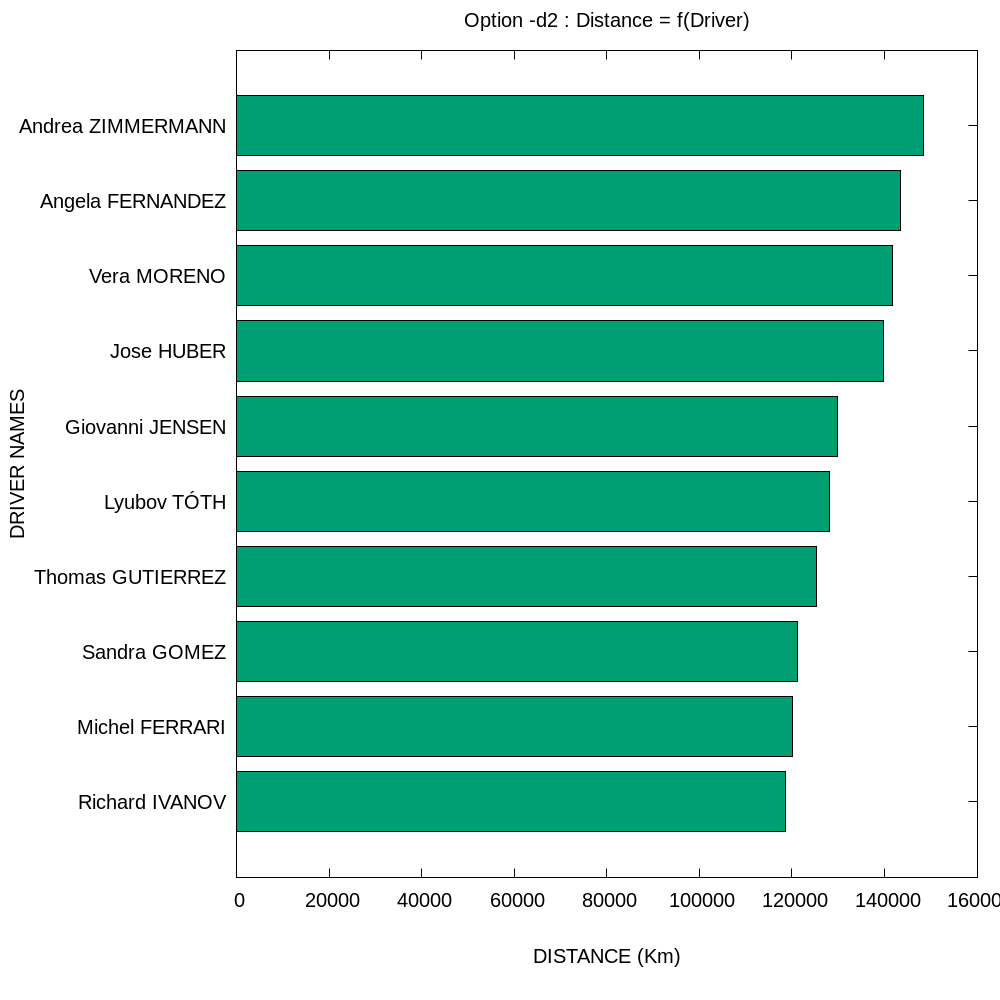 Option -d2 : Distance = f(Driver)
Andrea ZIMMERMANN
Angela FERNANDEZ
Vera MORENO
Jose HUBER
Giovanni JENSEN
Lyubov TÓTH
Thomas GUTIERREZ
Sandra GOMEZ
Michel FERRARI
Richard IVANOV
DRIVER NAMES
0 20000 40000 60000 80000 100000 120000 140000 16000
DISTANCE (Km)